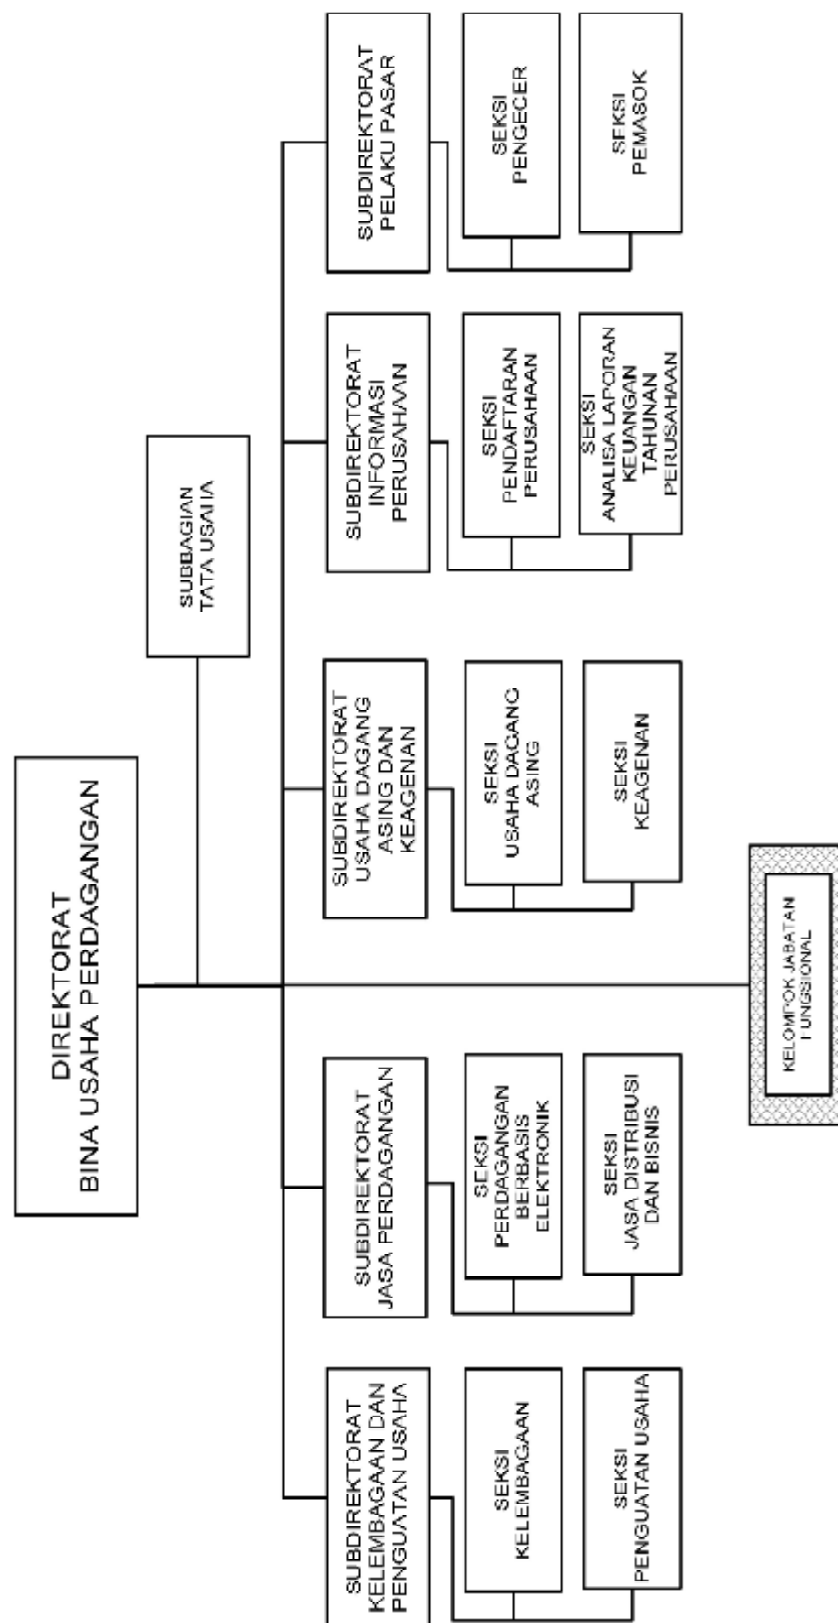 DIREKTORAT
BINA USAHA PERDAGANGAN
SUBBAGIAN
TATA USAHA
SUBDIREKTORAT
KELEMBAGAAN DAN
PENGUATAN USAHA
SUBDIREKTORAT
JASA PERDAGANGAN
SUBDIREKTORAT
USAHA DAGANG
ASING DAN
KEAGENAN
SUBDIREKTORAT
INFORMASI
PERUSAHAAN
SUBDIREKTORAT
PELAKU PASAR
SEKSI
KELEMBAGAAN
SEKSI
PERDAGANGAN
BERBASIS
ELEKTRONIK
SEKSI
USAHA DAGANG
ASING
SEKSI
PENDAFTARAN
PERUSAHAAN
SEKSI
PENGECER
SEKSI
PENGUATAN USAHA
SEKSI
JASA DISTRIBUSI
DAN BISNIS
SEKSI
KEAGENAN
SEKSI
ANALISA LAPORAN
KEUANGAN
TAHUNAN
PERUSAHAAN
SEKSI
PEMASOK
KELOMPOK JABATAN
FUNGSIONAL